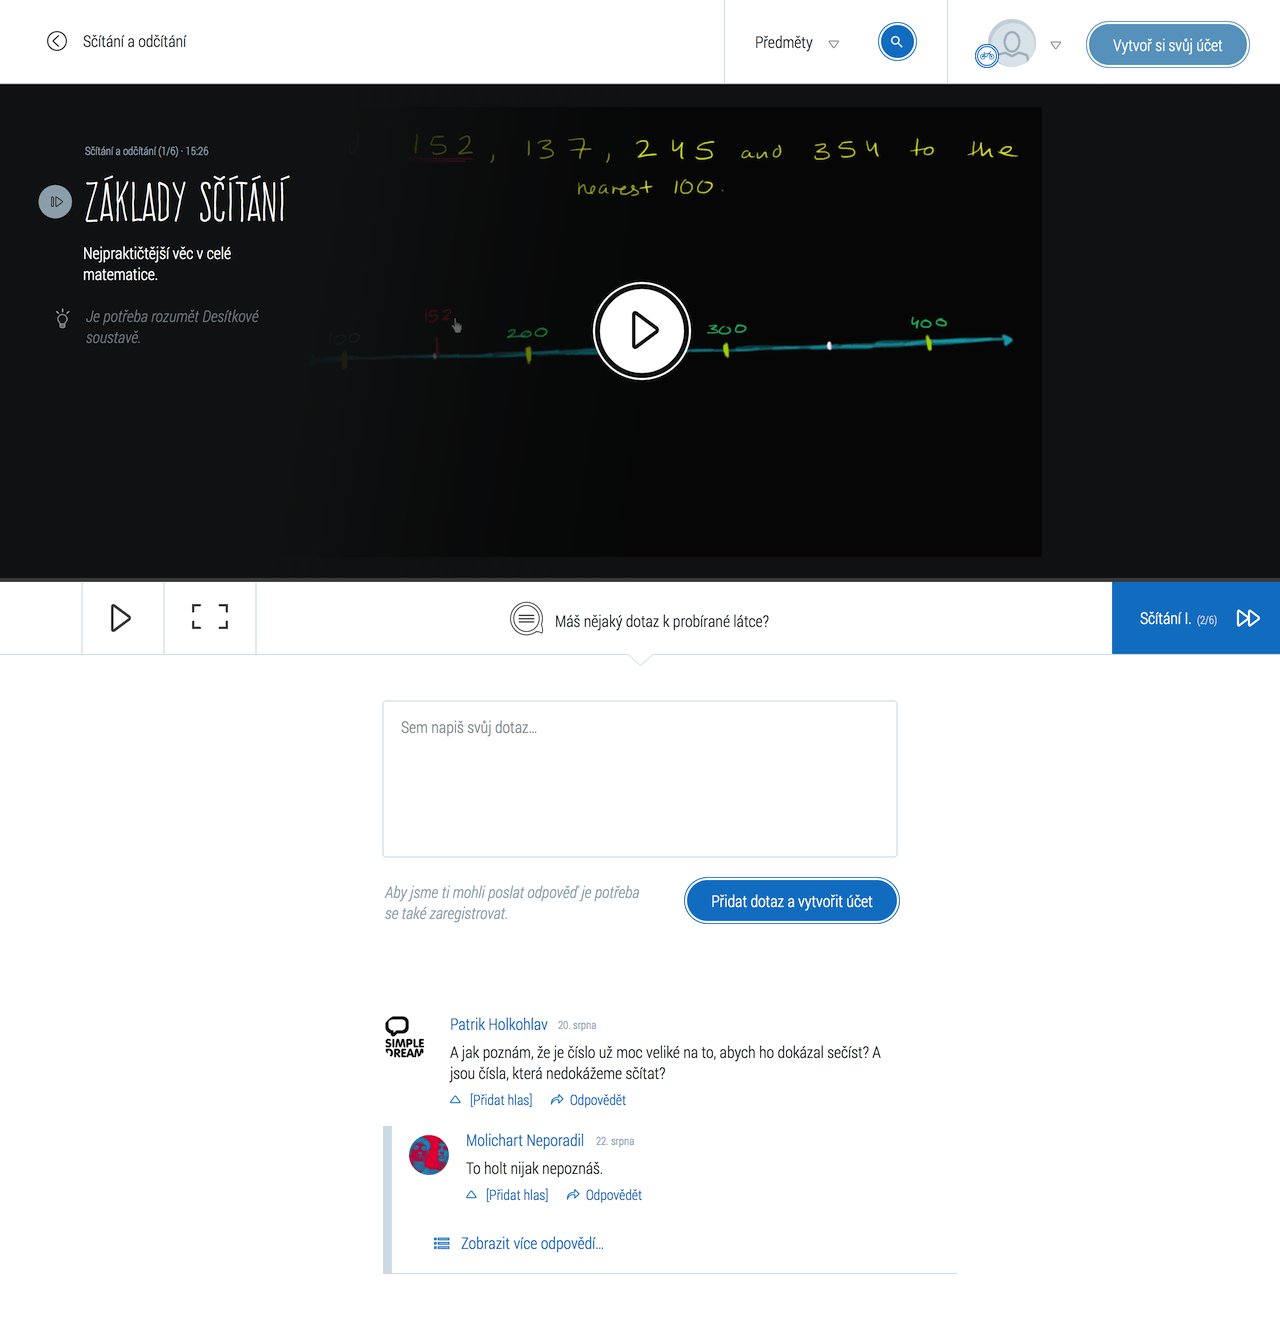 Sčítání a odčítání
Předměty
Vytvoř si svůj účet
Sčítání a odčítání (1/6) · 15:26
ZÁKLADY SČÍTÁNÍ
Nejpraktičtější věc v celé
matematice.
Je potřeba rozumět Desítkové
soustavě.
152, 137, 245 and 354 to the
nearest 100.
100
152
200
300
400
Máš nějaký dotaz k probírané látce?
Sčítání I. (2/6)
Sem napiš svůj dotaz...
Aby jsme ti mohli poslat odpověď je potřeba
se také zaregistrovat.
Přidat dotaz a vytvořit účet
SIMPLE
DREAM
Patrik Holkohlav 20. srpna
A jak poznám, že je číslo už moc veliké na to, abych ho dokázal sečíst? A
jsou čísla, která nedokážeme sčítat?
[Přidat hlas] Odpovědět
Molichart Neporadil 22. srpna
To holt nijak nepoznáš.
[Přidat hlas] Odpovědět
Zobrazit více odpovědí...